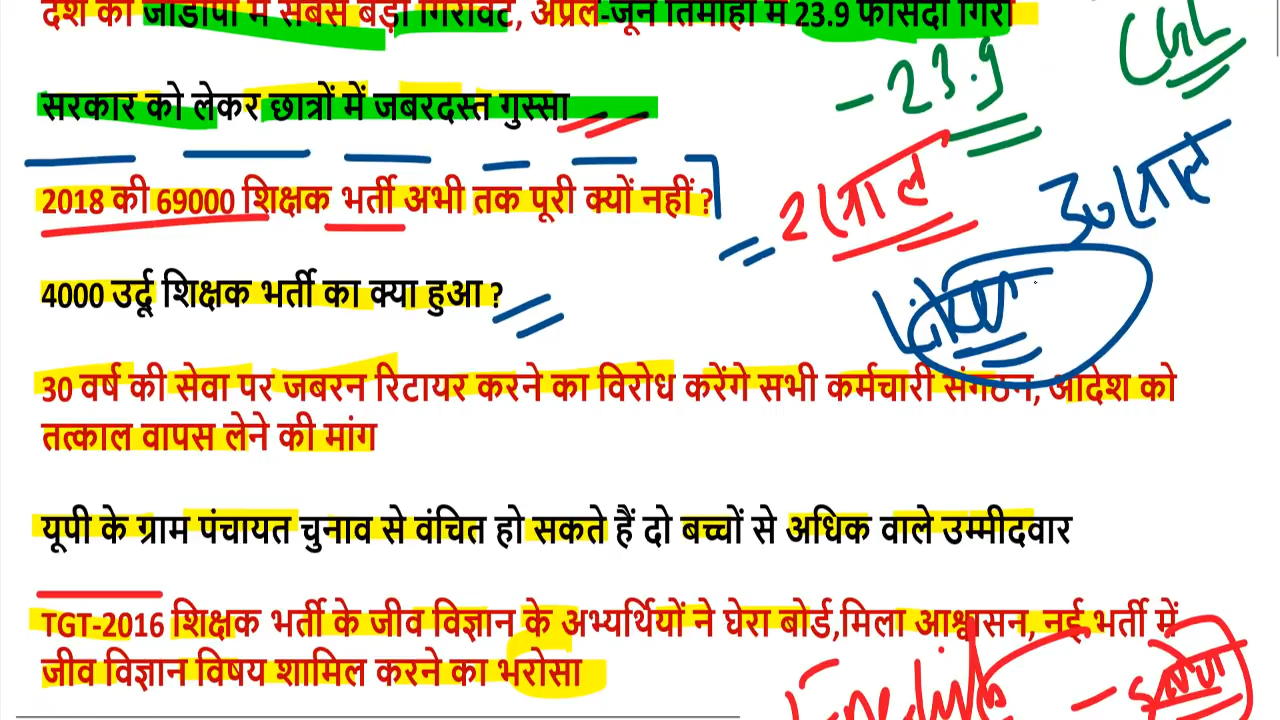 देश की जीडीपी में सबसे बड़ी गिरावट, अप्रैल-जून तिमाही में 23.9 फीसदी गिरी
CGL
-23.9
सरकार को लेकर छात्रों में जबरदस्त गुस्सा
2018 की 69000 शिक्षक भर्ती अभी तक पूरी क्यों नहीं ?
2 साल
30 साल
4000 उर्दू शिक्षक भर्ती का क्या हुआ ?
30 वर्ष की सेवा पर जबरन रिटायर करने का विरोध करेंगे सभी कर्मचारी संगठन, आदेश को
तत्काल वापस लेने की मांग
यूपी के ग्राम पंचायत चुनाव से वंचित हो सकते हैं दो बच्चों से अधिक वाले उम्मीदवार
TGT-2016 शिक्षक भर्ती के जीव विज्ञान के अभ्यर्थियों ने घेरा बोर्ड,मिला आश्वासन, नई भर्ती में
जीव विज्ञान विषय शामिल करने का भरोसा